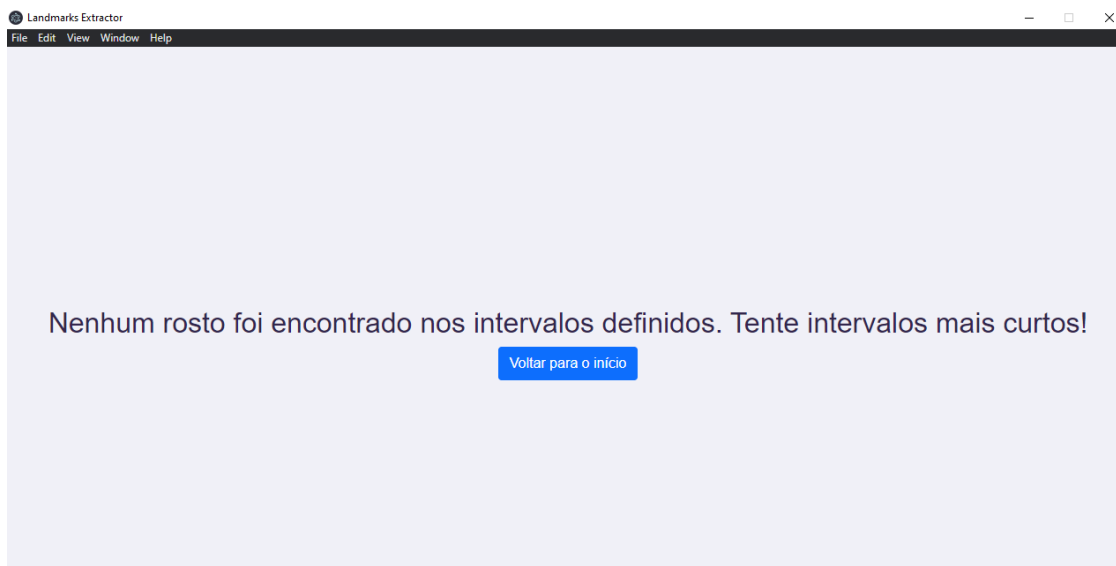 Landmarks Extractor
File Edit View Window Help
Nenhum rosto foi encontrado nos intervalos definidos. Tente intervalos mais curtos!
Voltar para o início